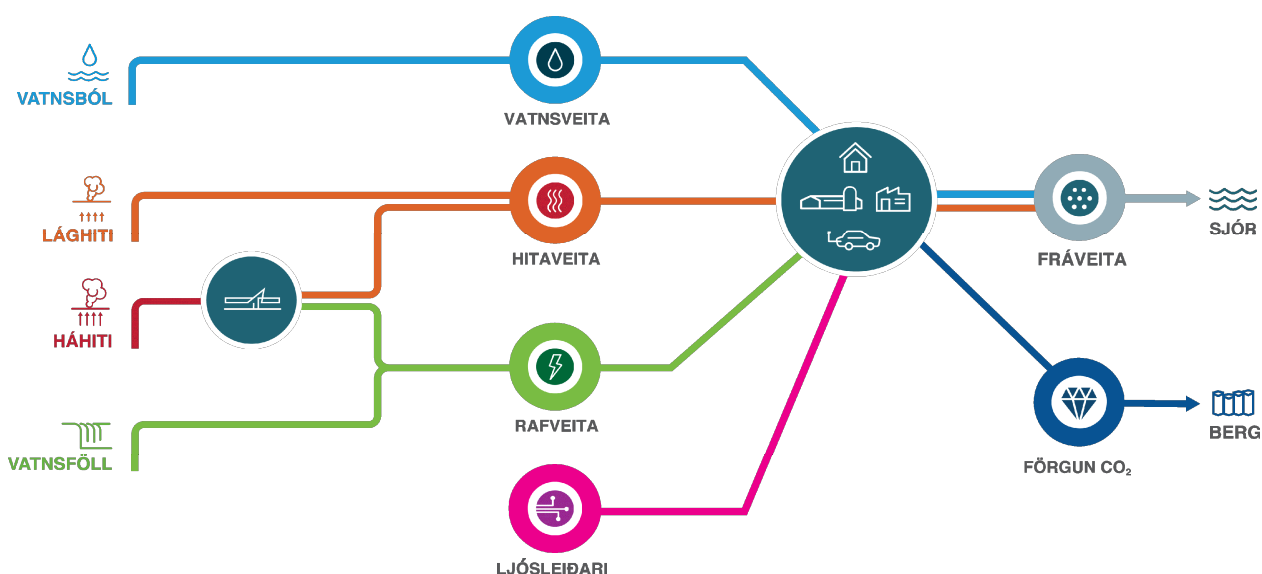 VATNSBÓL
VATNSVEITA
LÁGHITI
HITAVEITA
HÁHITI
VATNSFÖLL
RAFVEITA
LJÓSLEIÐARI
FRÁVEITA
SJÓR
FÖRGUN CO₂
BERG